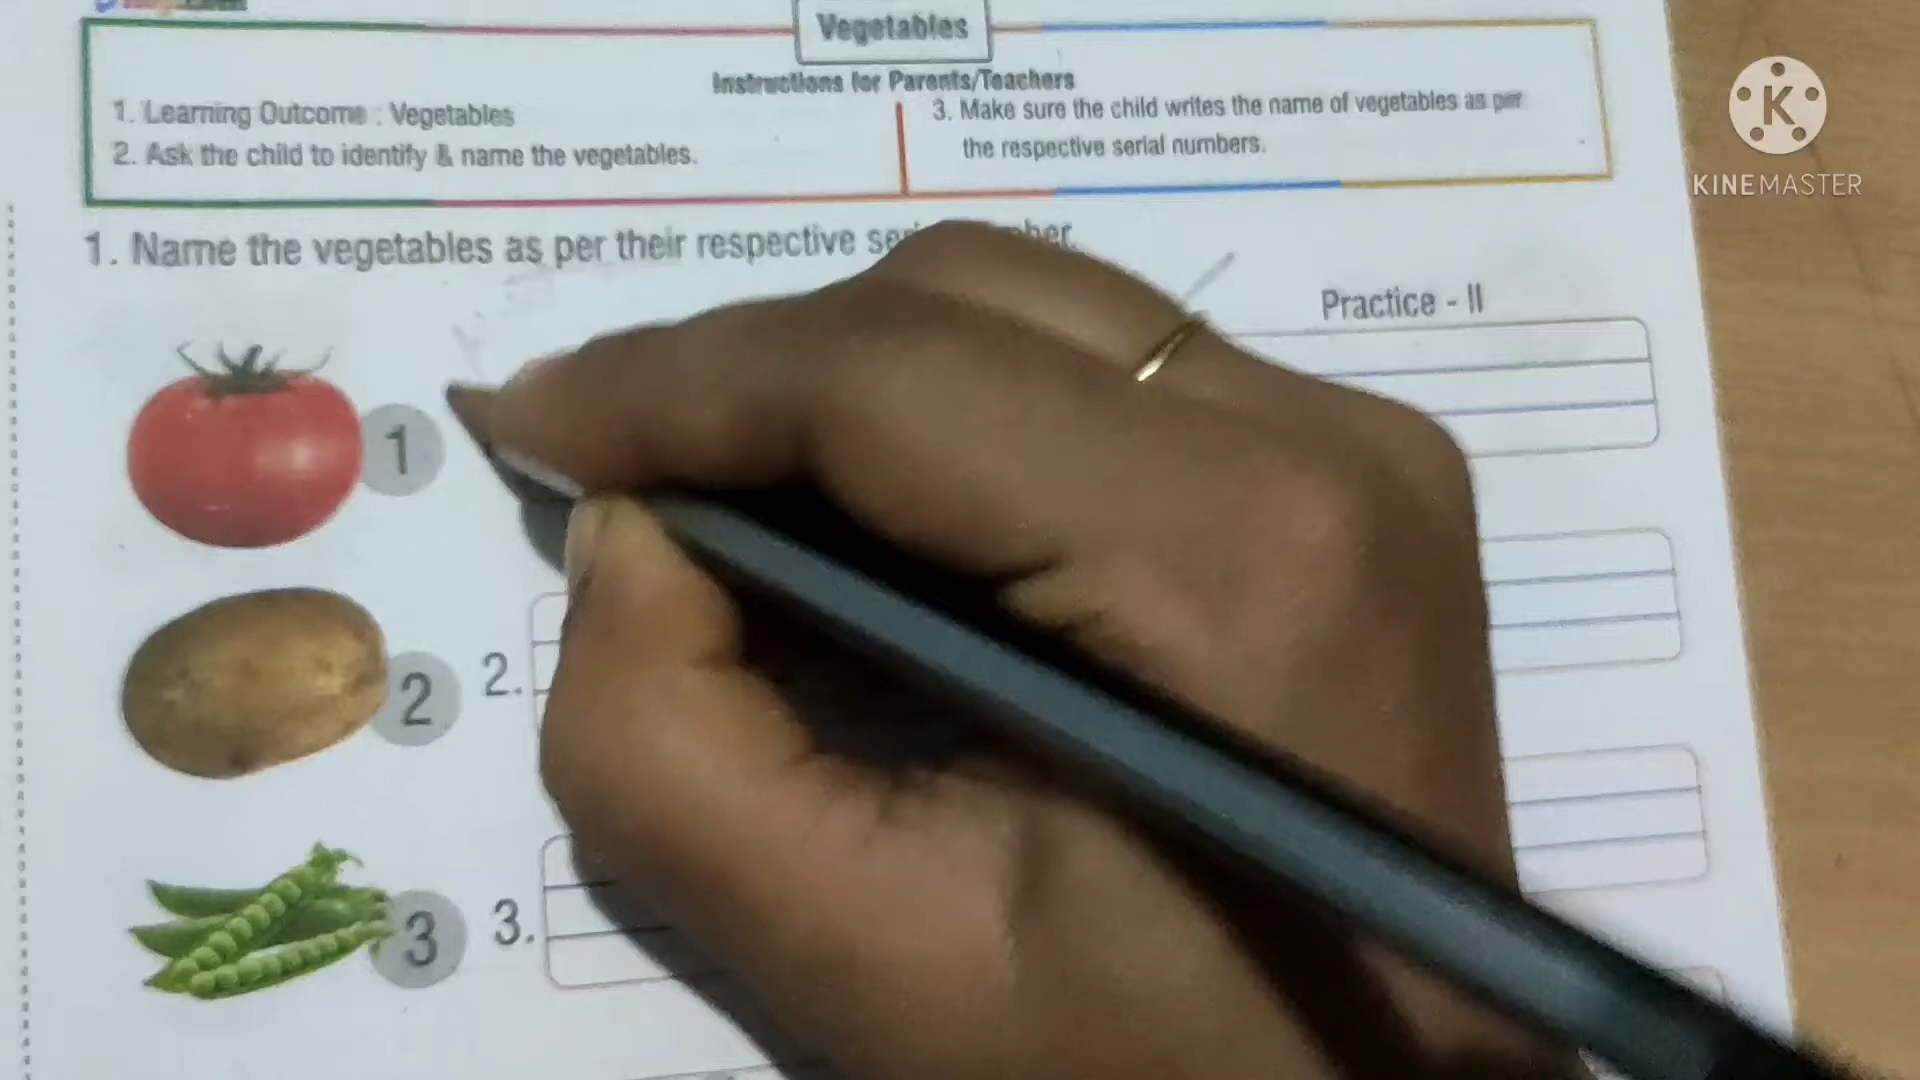 Vegetables
Instructions for Parents/Teachers
1. Learning Outcome : Vegetables
2. Ask the child to identify & name the vegetables.
3. Make sure the child writes the name of vegetables as per
the respective serial numbers.
K
KINEMASTER
1. Name the vegetables as per their respective
Practice - II
1
2
2.
3
3.